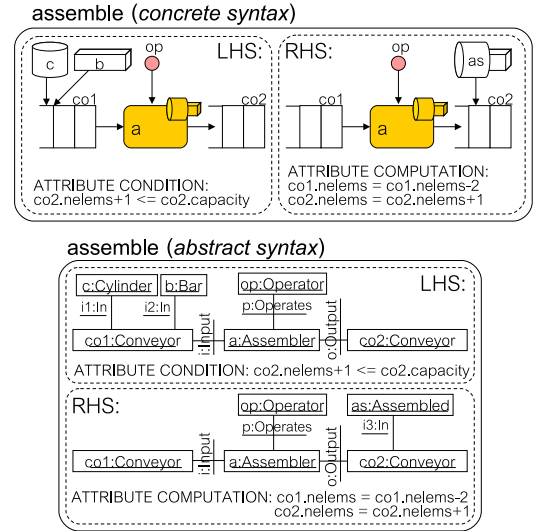 assemble (concrete syntax)
LHS:
c
b
op
co1
a
co2
ATTRIBUTE CONDITION:
co2.nelems+1 <= co2.capacity
RHS:
op
as
co1
a
co2
ATTRIBUTE COMPUTATION:
co1.nelems = co1.nelems-2
co2.nelems = co2.nelems+1
assemble (abstract syntax)
LHS:
c:Cylinder
b:Bar
op:Operator
i1:In
i2:In
p:Operates
co1:Conveyor
i:Input
a:Assembler
o:Output
co2:Conveyor
ATTRIBUTE CONDITION: co2.nelems+1 <= co2.capacity
RHS:
op:Operator
as:Assembled
p:Operates
i3:In
co1:Conveyor
i:Input
a:Assembler
o:Output
co2:Conveyor
ATTRIBUTE COMPUTATION: co1.nelems = co1.nelems-2
co2.nelems = co2.nelems+1